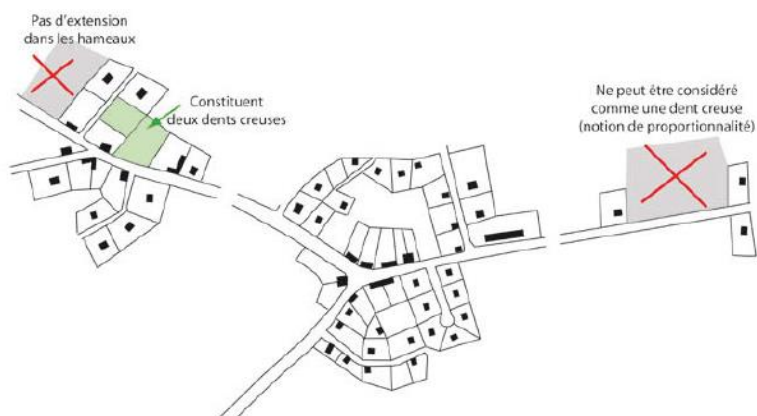 Pas d'extension
dans les hameaux
Constituent
deux dents creuses
Ne peut être considéré
comme une dent creuse
(notion de proportionnalité)